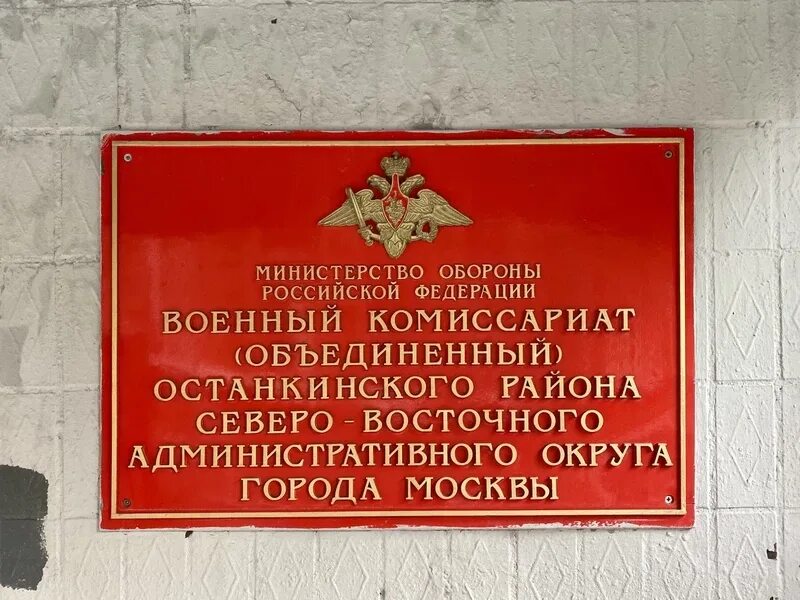 МИНИСТЕРСТВО ОБОРОНЫ
РОССИЙСКОЙ ФЕДЕРАЦИИ
ВОЕННЫЙ КОМИССАРИАТ
(ОБЪЕДИНЕННЫЙ)
ОСТАНКИНСКОГО РАЙОНА
СЕВЕРО-ВОСТОЧНОГО
АДМИНИСТРАТИВНОГО ОКРУГА
ГОРОДА МОСКВЫ